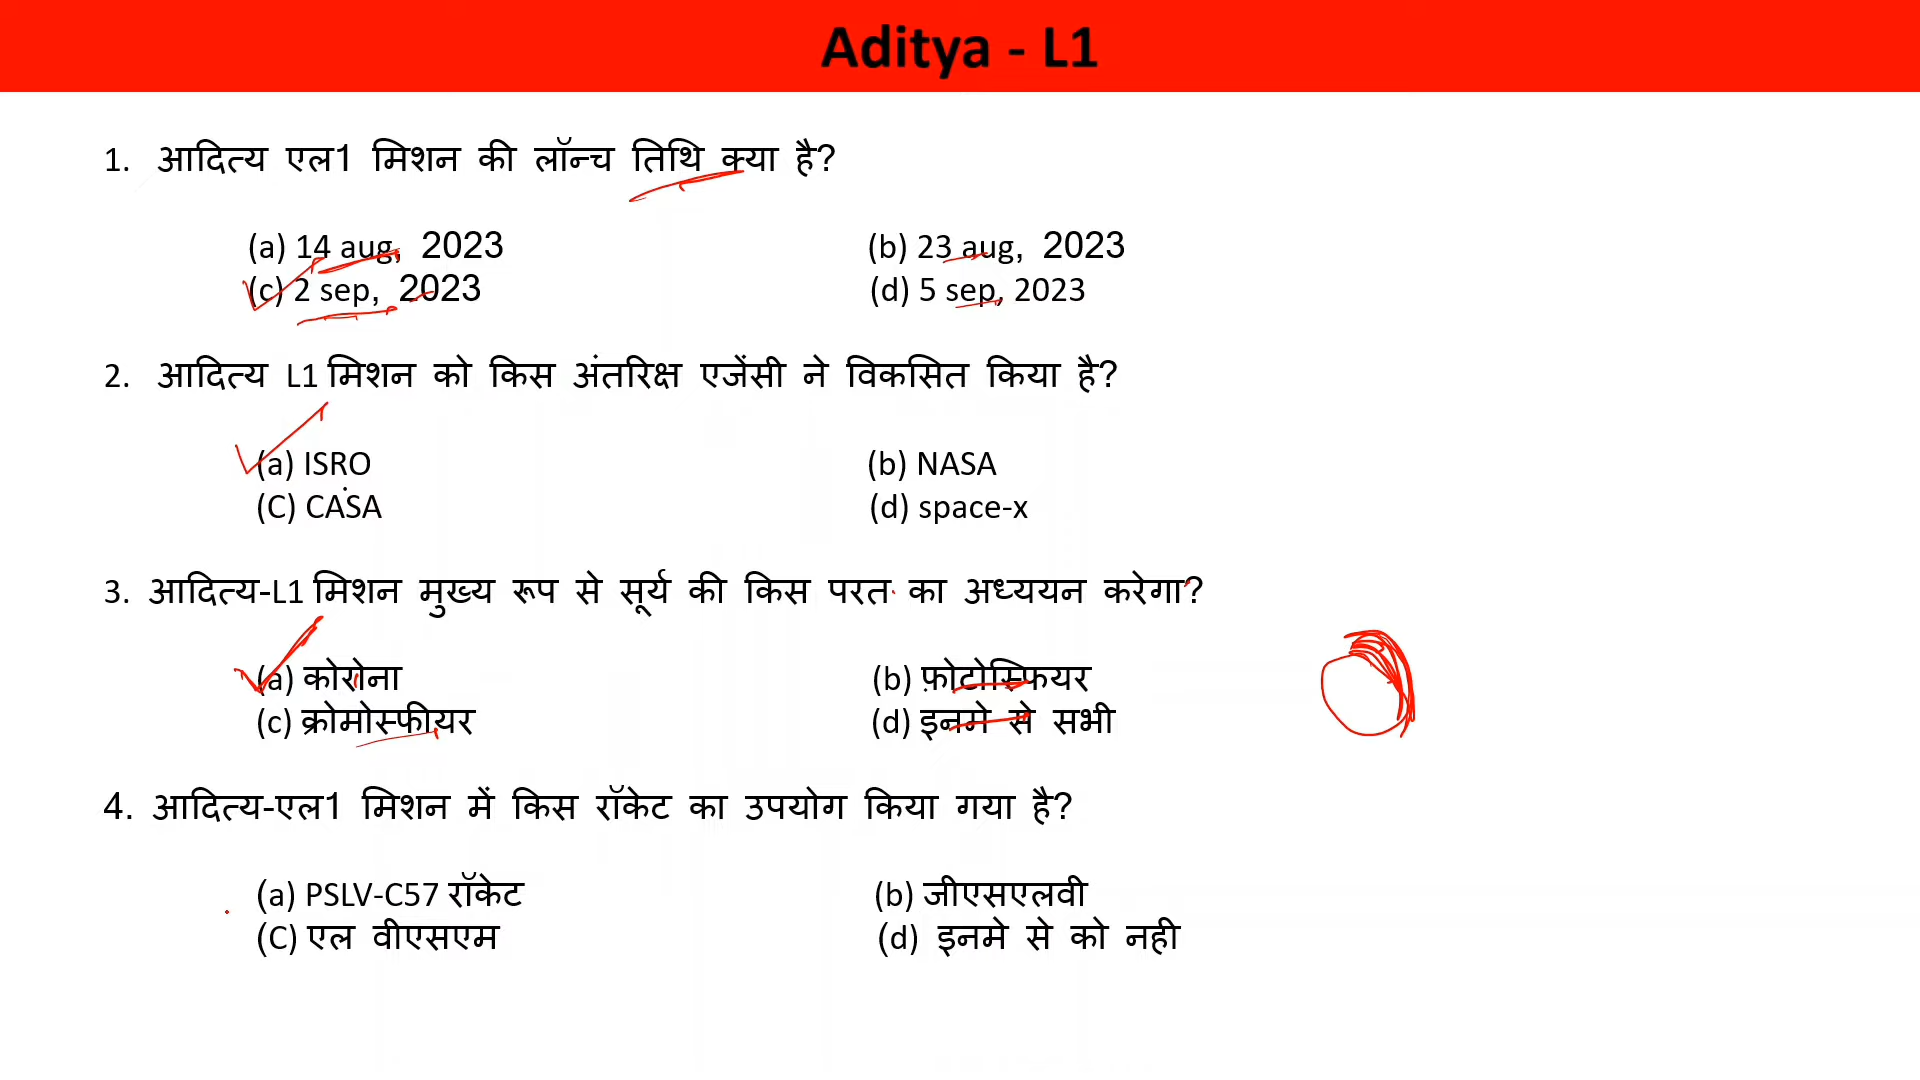 Aditya - L1
1. आदित्य एल1 मिशन की लॉन्च तिथि क्या है?
(a) 14 aug, 2023 (b) 23 aug, 2023
(c) 2 sep, 2023 (d) 5 sep, 2023
2. आदित्य L1 मिशन को किस अंतरिक्ष एजेंसी ने विकसित किया है?
(a) ISRO (b) NASA
(C) CASA (d) space-x
3. आदित्य-L1 मिशन मुख्य रूप से सूर्य की किस परत का अध्ययन करेगा?
(a) कोरोना (b) फ़ोटोस्फियर
(c) क्रोमोस्फीयर (d) इनमे से सभी
4. आदित्य-एल1 मिशन में किस रॉकेट का उपयोग किया गया है?
(a) PSLV-C57 रॉकेट (b) जीएसएलवी
(C) एल वीएसएम (d) इनमे से को नही